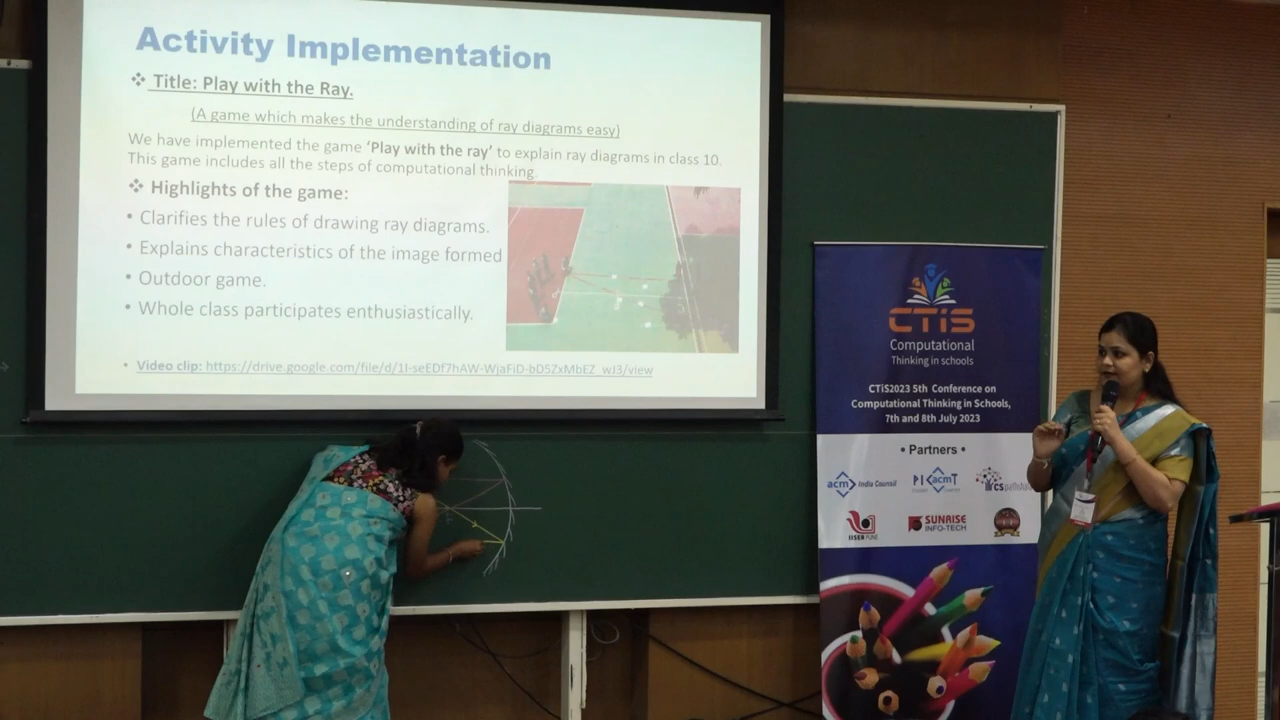 Activity Implementation
❖ Title: Play with the Ray.
(A game which makes the understanding of ray diagrams easy)
We have implemented the game ‘Play with the ray’ to explain ray diagrams in class 10.
This game includes all the steps of computational thinking.
❖ Highlights of the game:
• Clarifies the rules of drawing ray diagrams.
• Explains characteristics of the image formed
• Outdoor game.
• Whole class participates enthusiastically.
• Video clip: https://drive.google.com/file/d/1I-seEDf7hAW-WjaFiD-bD5ZxMbEZ_wJ3/view
CTiS
Computational
Thinking in schools
CTiS2023 5th Conference on
Computational Thinking in Schools,
7th and 8th July 2023
• Partners •
acm India Council
acm
CSpathshala
IISER PUNE
SUNRISE
INFO-TECH